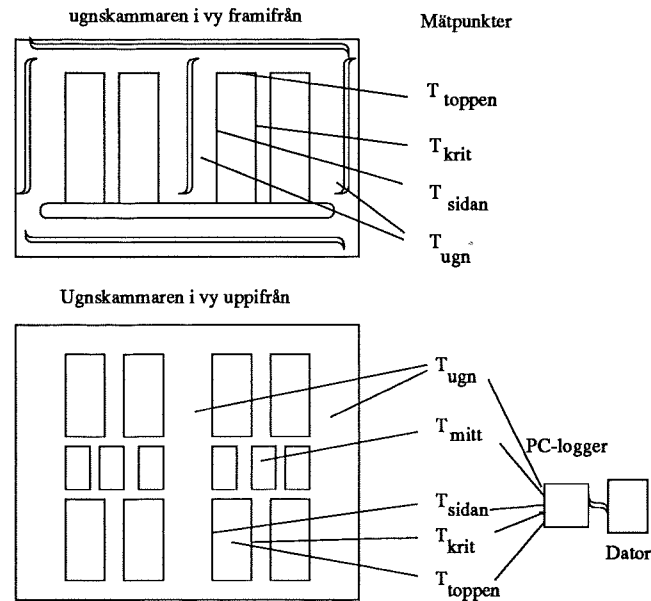 ugnskammaren i vy framifrån
Mätpunkter
T toppen
T krit
T sidan
T ugn
Ugnskammaren i vy uppifrån
T ugn
T mitt
PC-logger
T sidan
T krit
Dator
T toppen